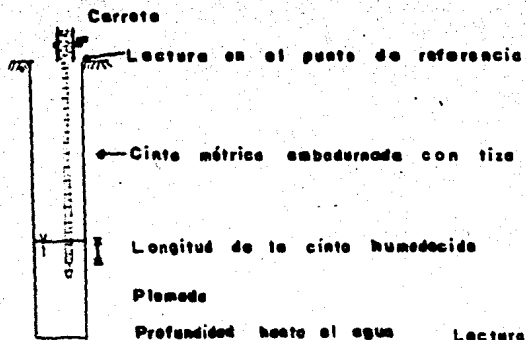 Carrete
Lectura en el punto de referencia
Cinta métrica embadurnada con tiza
Longitud de la cinta humedecida
Plomada
Profundidad hasta el agua Lectura